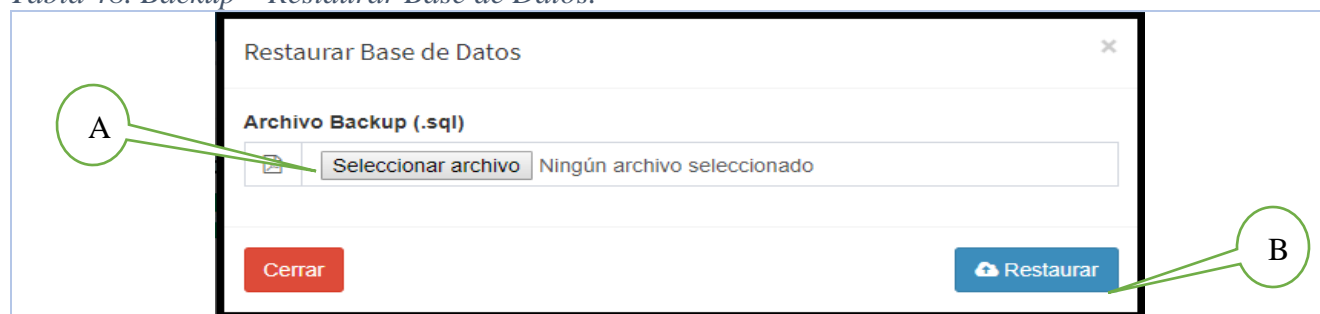 Restaurar Base de Datos ×
A
Archivo Backup (.sql)
Seleccionar archivo Ningún archivo seleccionado
Cerrar
Restaurar
B